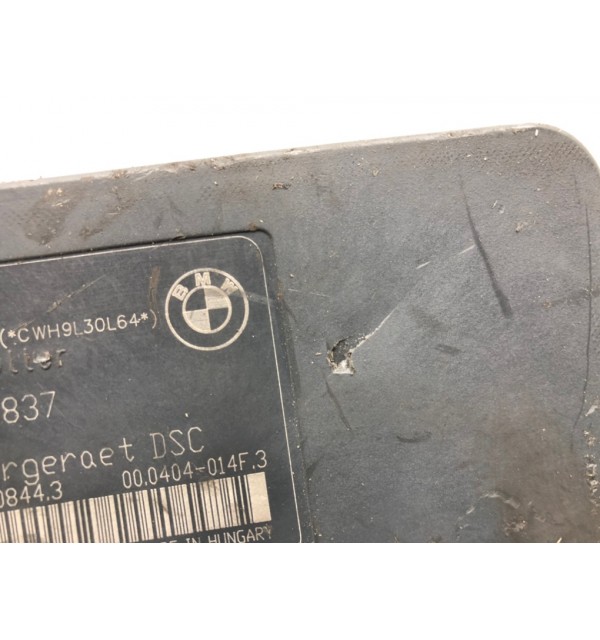 BMW
(*CWH9L30L64*)
837
rgeraet DSC
0844.3 00.0404-014F.3
IN HUNGARY